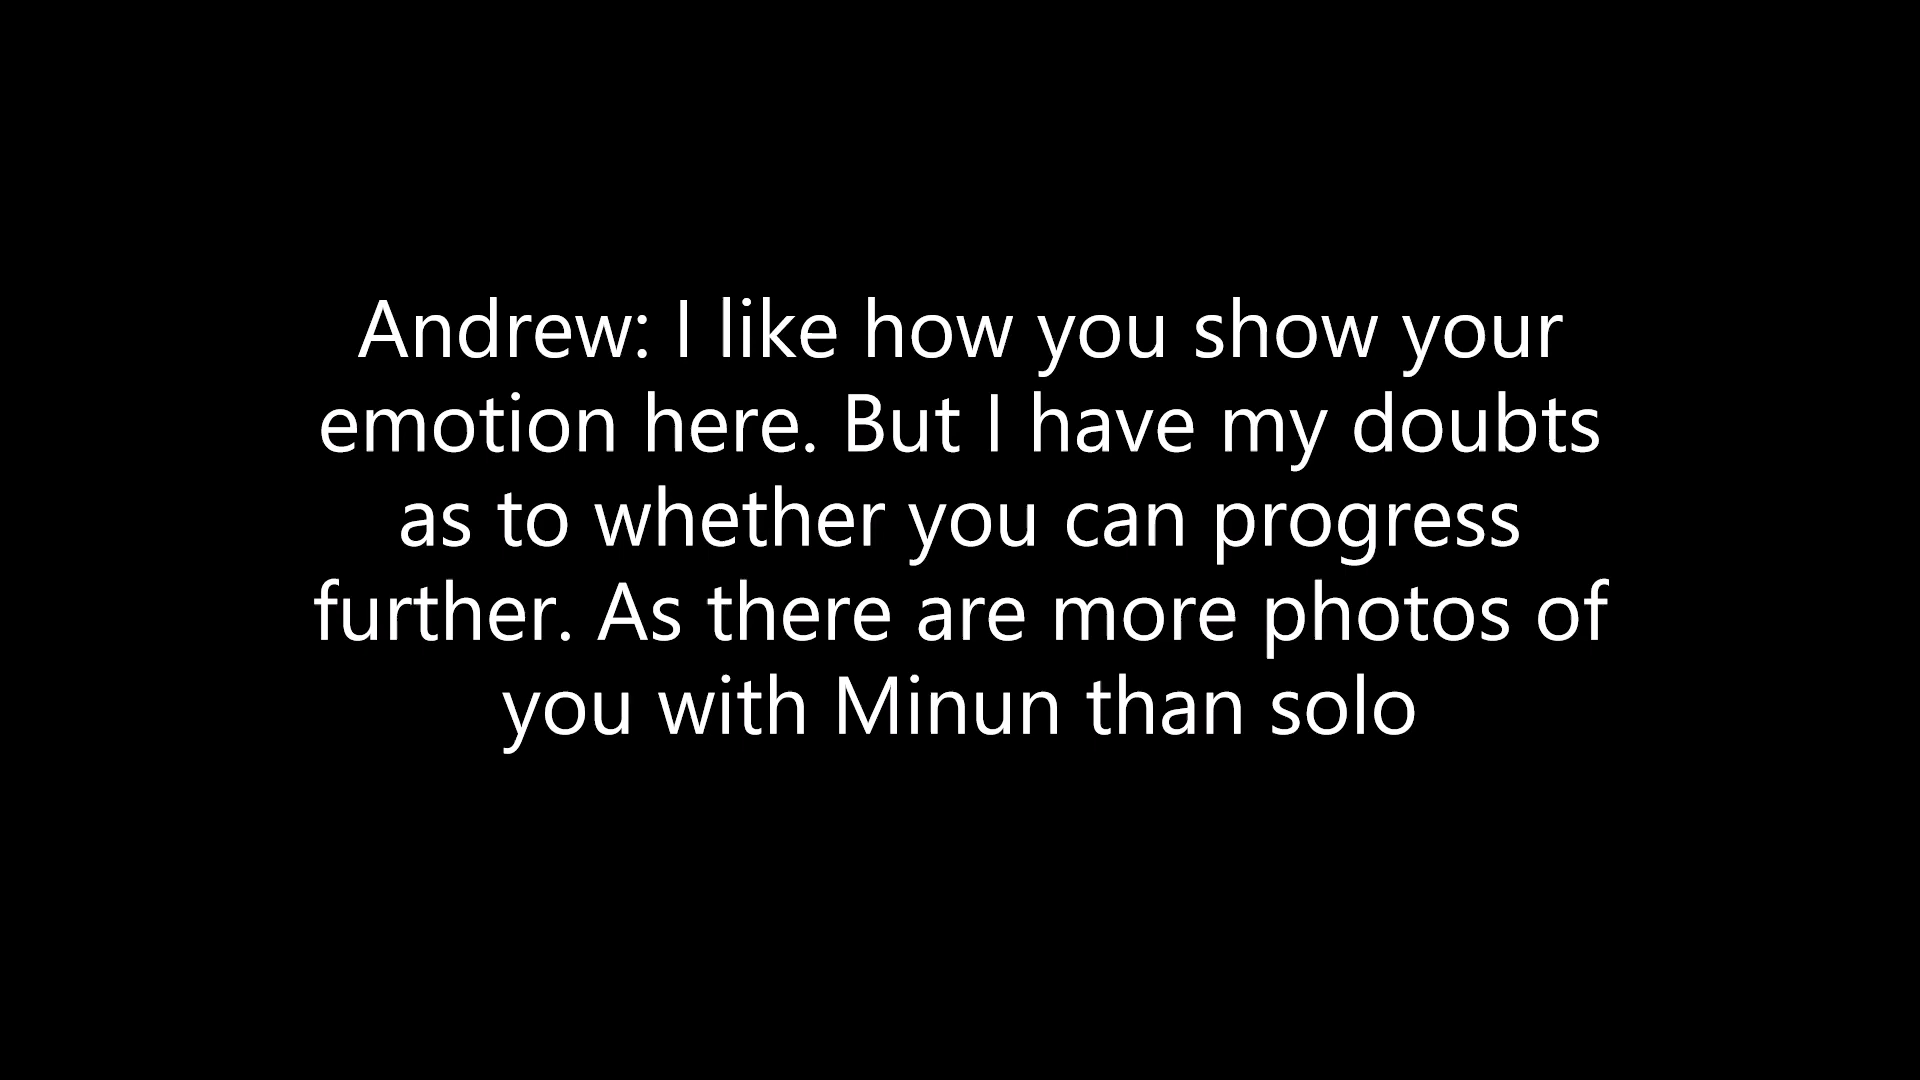 Andrew: I like how you show your
emotion here. But I have my doubts
as to whether you can progress
further. As there are more photos of
you with Minun than solo